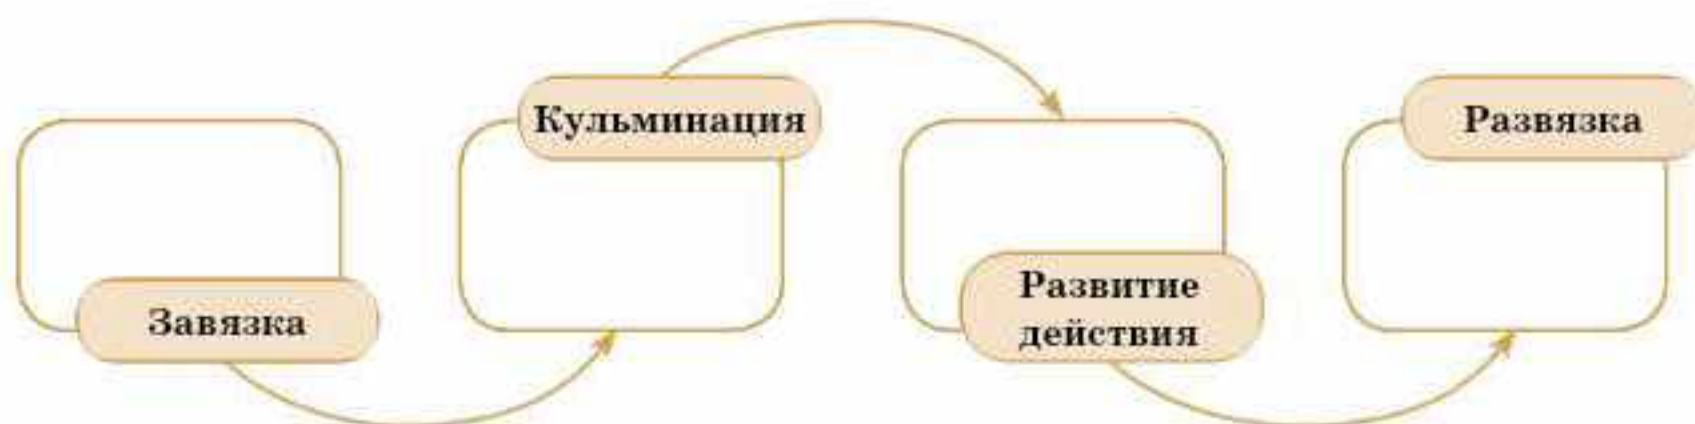 Завязка
Кульминация
Развитие
действия
Развязка